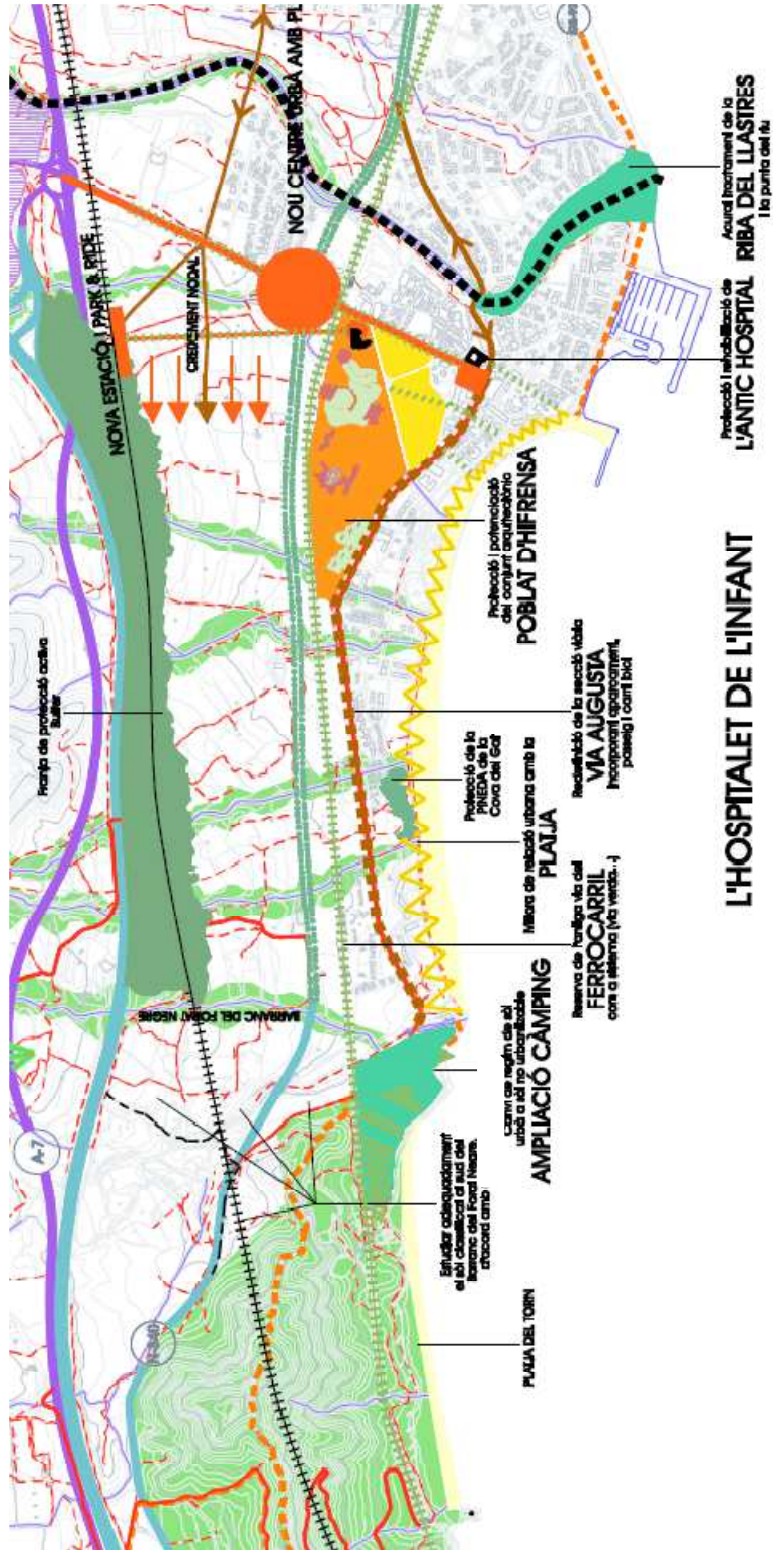 A-7
N-340
Franja de protecció activa
Buffer
NOVA ESTACIÓ I PARK & RIDE
CREIXEMENT NODAL
NOU CENTRE URBÀ AMB PL
BARRANC DEL FORAT NEGRE
Estudiar adequadament
el sòl classificat al sud del
Barranc del Forat Negre,
d'acord amb
PLATJA DEL TORN
Canvi de regim de sòl
urbà a sòl no urbanitzable
AMPLIACIÓ CÀMPING
Reserva de l'antiga via del
FERROCARRIL
com a sistema (via verda...)
Millora de relació urbana amb la
PLATJA
Protecció de la
PINEDA de la
Cova del Gat
Redefinició de la secció viària
VIA AUGUSTA
incorporant aparcament,
passeig i carril bici
Protecció i potenciació
del conjunt arquitectònic
POBLAT D'HIFRENSA
Protecció i rehabilitació de
L'ANTIC HOSPITAL
tractament de la
RIBA DEL LLASTRES
i la punta del riu
L'HOSPITALET DE L'INFANT